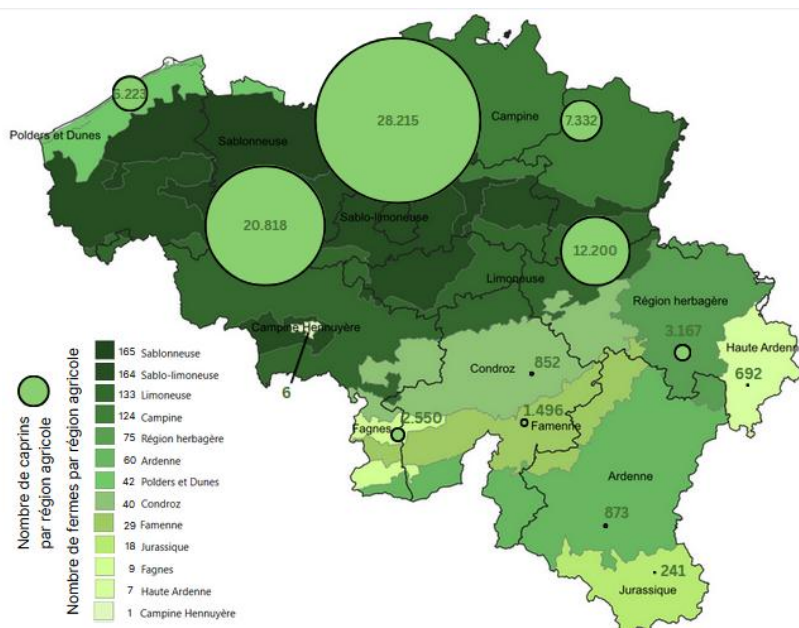 6.223
Polders et Dunes
28.215
Campine
7.332
Sablonneuse
20.818
Sablo-limoneuse
12.200
Limoneuse
Région herbagère
Campine Hennuyère
3.167
Haute Ardenne
Condroz
852
692
6
1.496
2.550
Fagnes
Famenne
Ardenne
873
241
Jurassique
Nombre de caprins
par région agricole
Nombre de fermes par région agricole
165 Sablonneuse
164 Sablo-limoneuse
133 Limoneuse
124 Campine
75 Région herbagère
60 Ardenne
42 Polders et Dunes
40 Condroz
29 Famenne
18 Jurassique
9 Fagnes
7 Haute Ardenne
1 Campine Hennuyère